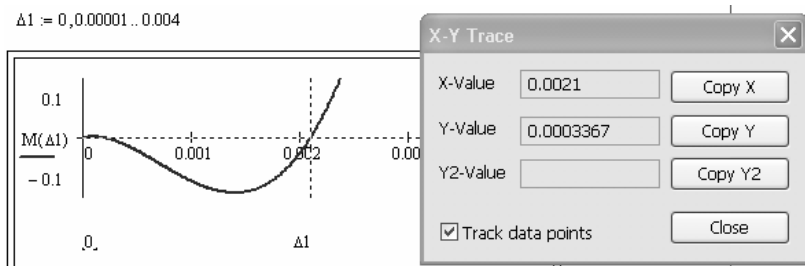 Δ1 := 0,0.00001..0.004
0.1
M(Δ1)
−0.1
0
0.001
0.002
0.00
0
Δ1
X-Y Trace
X-Value 0.0021 Copy X
Y-Value 0.0003367 Copy Y
Y2-Value Copy Y2
Track data points Close